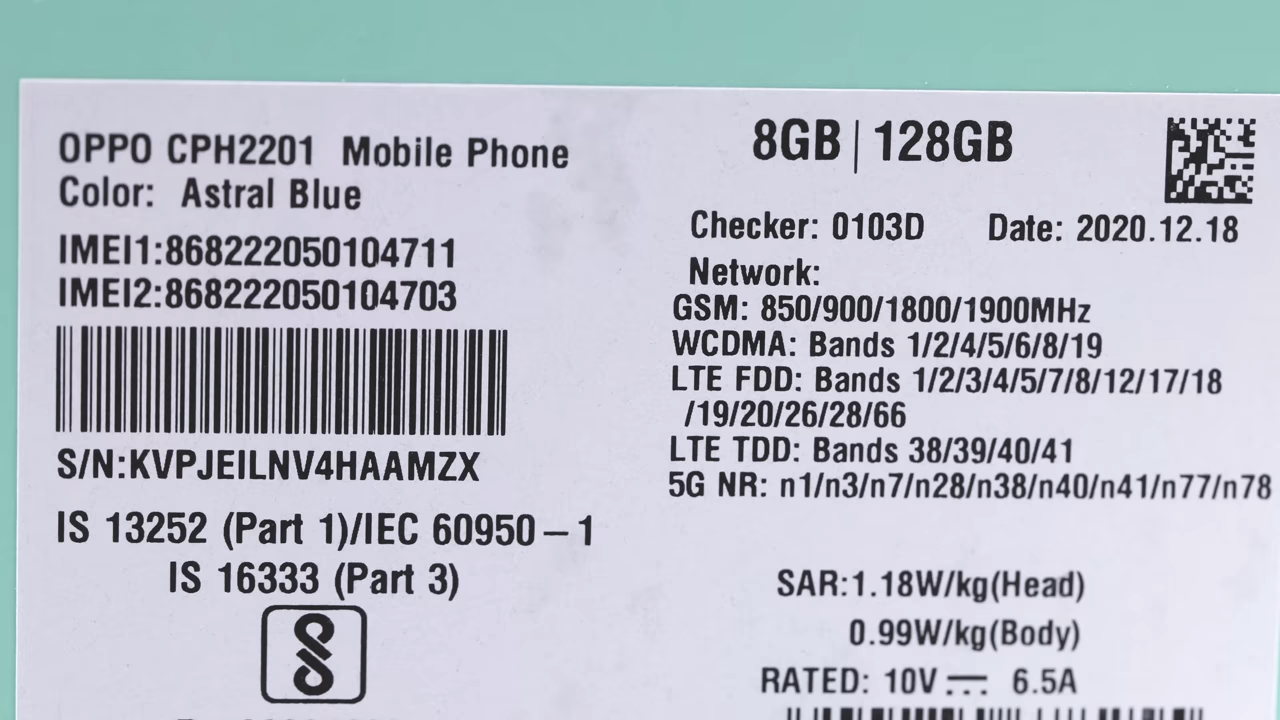 OPPO CPH2201 Mobile Phone
Color: Astral Blue
IMEI1:868222050104711
IMEI2:868222050104703
S/N:KVPJEILNV4HAAMZX
IS 13252 (Part 1)/IEC 60950-1
IS 16333 (Part 3)
8GB|128GB
Checker: 0103D Date: 2020.12.18
Network:
GSM: 850/900/1800/1900MHz
WCDMA: Bands 1/2/4/5/6/8/19
LTE FDD: Bands 1/2/3/4/5/7/8/12/17/18
/19/20/26/28/66
LTE TDD: Bands 38/39/40/41
5G NR: n1/n3/n7/n28/n38/n40/n41/n77/n78
SAR:1.18W/kg(Head)
0.99W/kg(Body)
RATED: 10V⎓ 6.5A